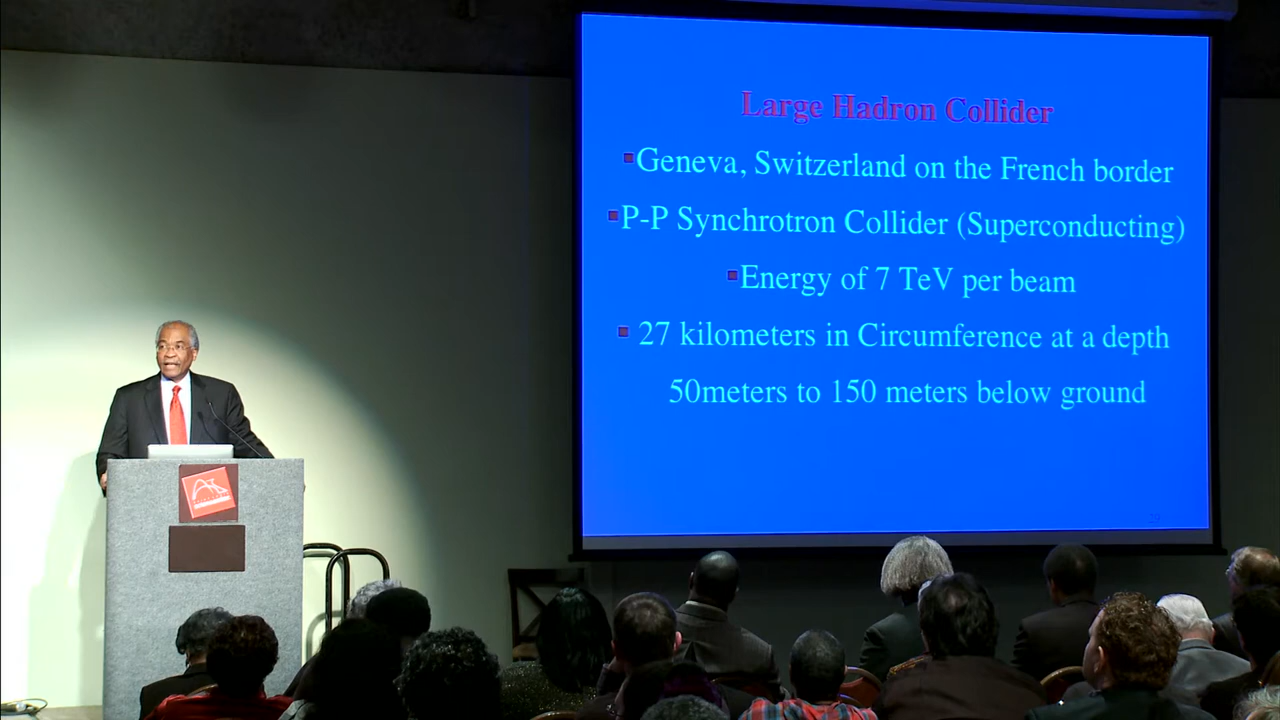 Large Hadron Collider
▪Geneva, Switzerland on the French border
▪P-P Synchrotron Collider (Superconducting)
▪Energy of 7 TeV per beam
▪ 27 kilometers in Circumference at a depth
50meters to 150 meters below ground